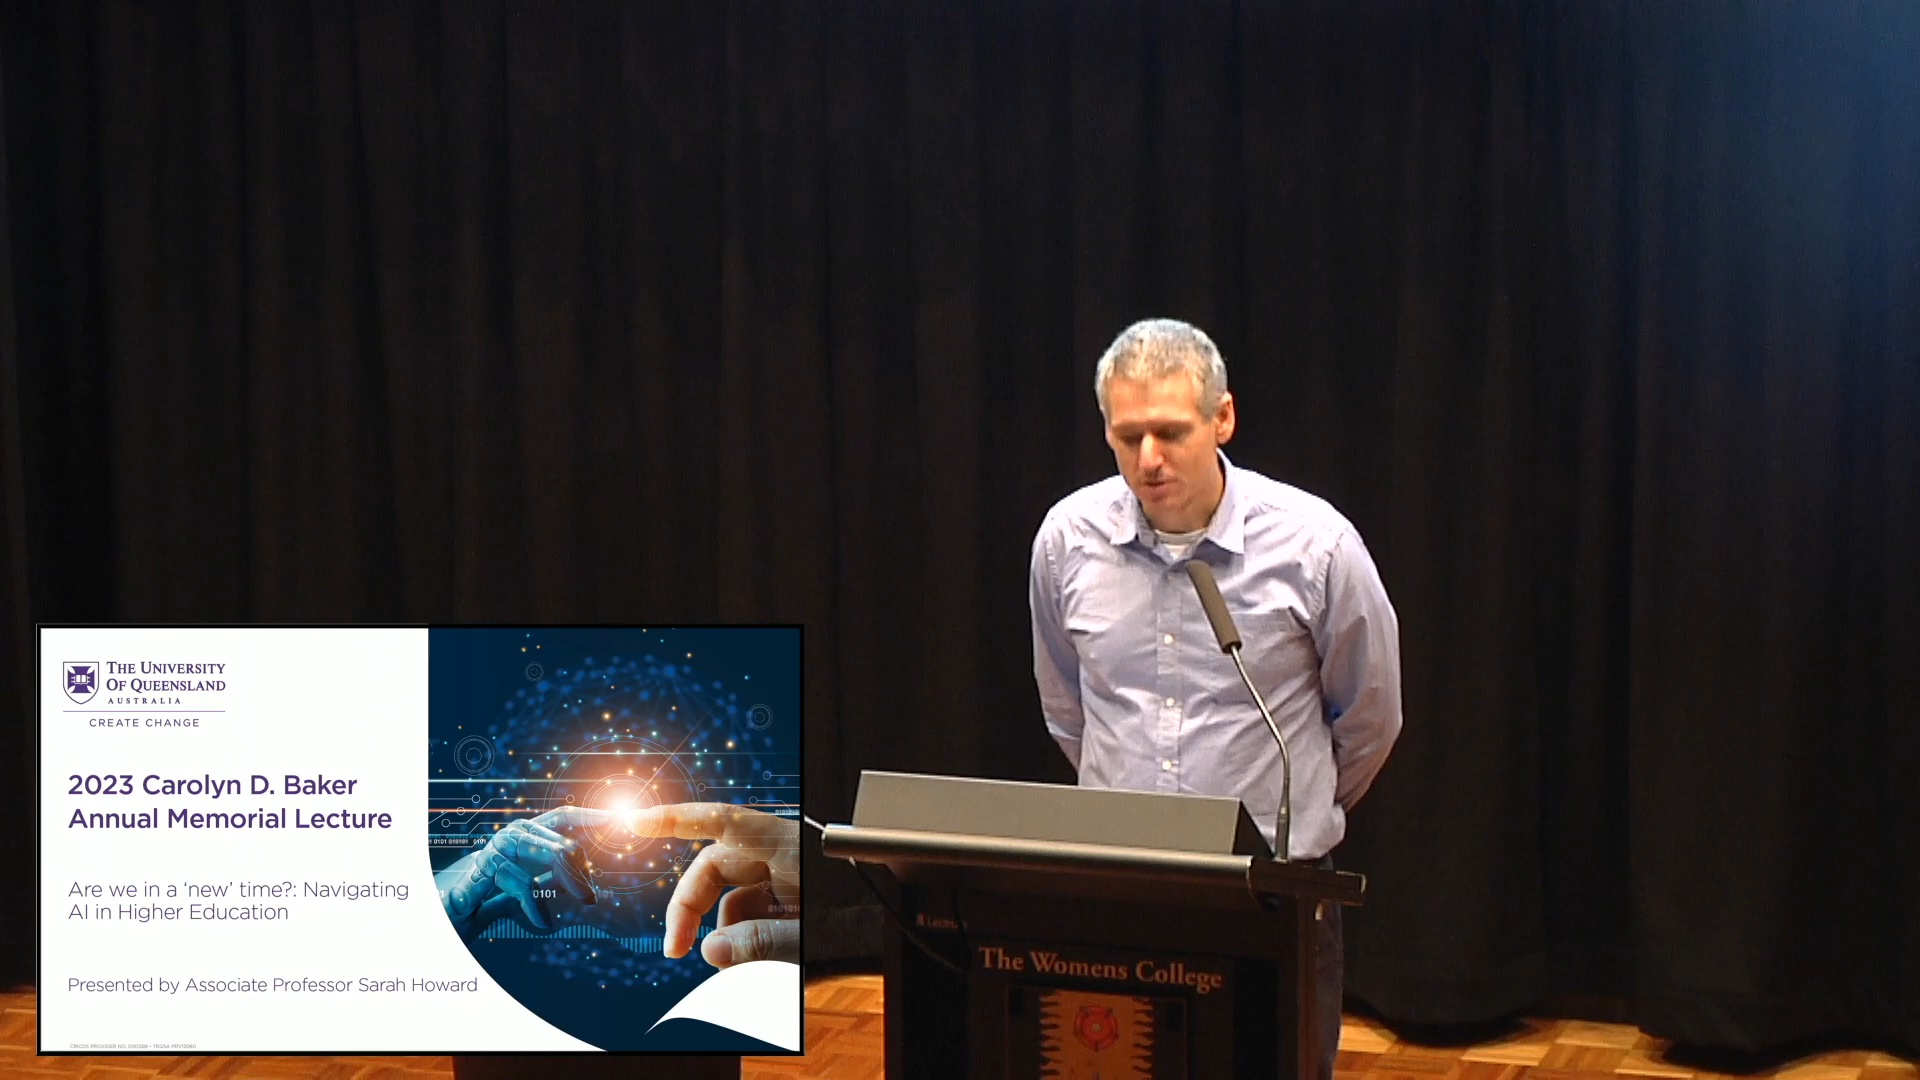 THE UNIVERSITY
OF QUEENSLAND
AUSTRALIA
CREATE CHANGE
2023 Carolyn D. Baker
Annual Memorial Lecture
Are we in a ‘new’ time?: Navigating
AI in Higher Education
Presented by Associate Professor Sarah Howard
0101
The Womens College